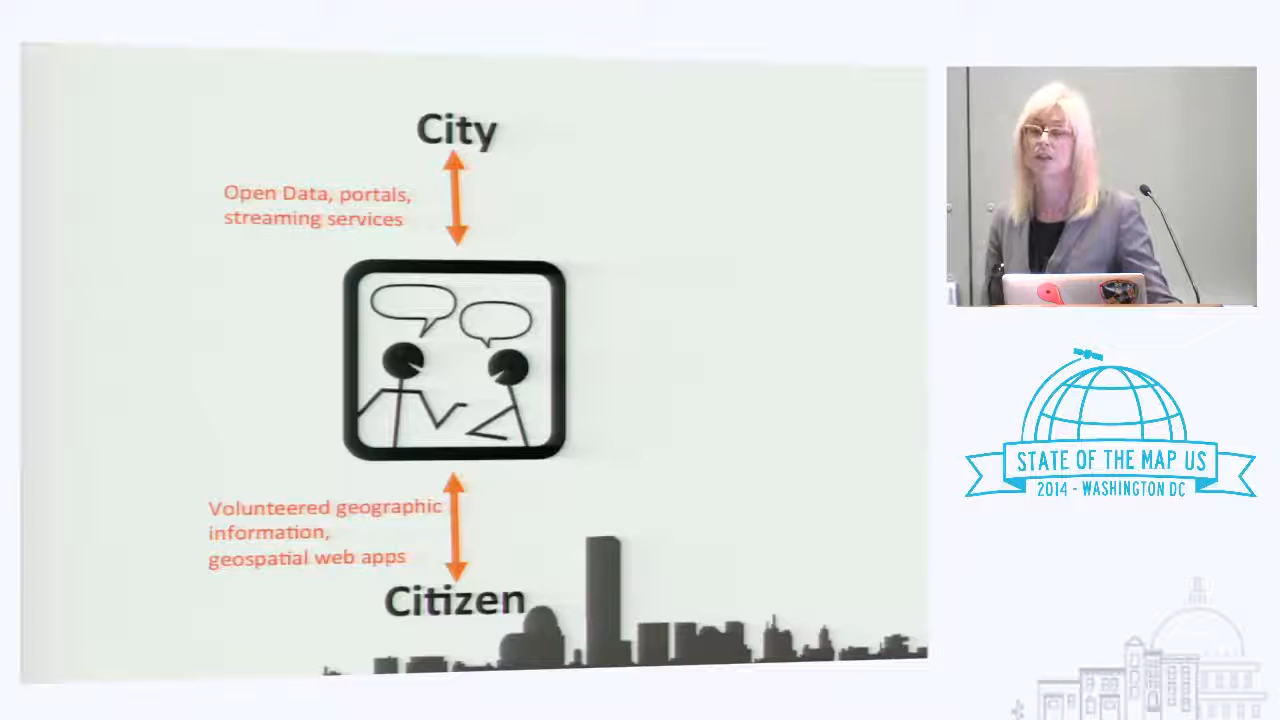 City
Open Data, portals,
streaming services
Volunteered geographic
information,
geospatial web apps
Citizen
STATE OF THE MAP US
2014 - WASHINGTON DC